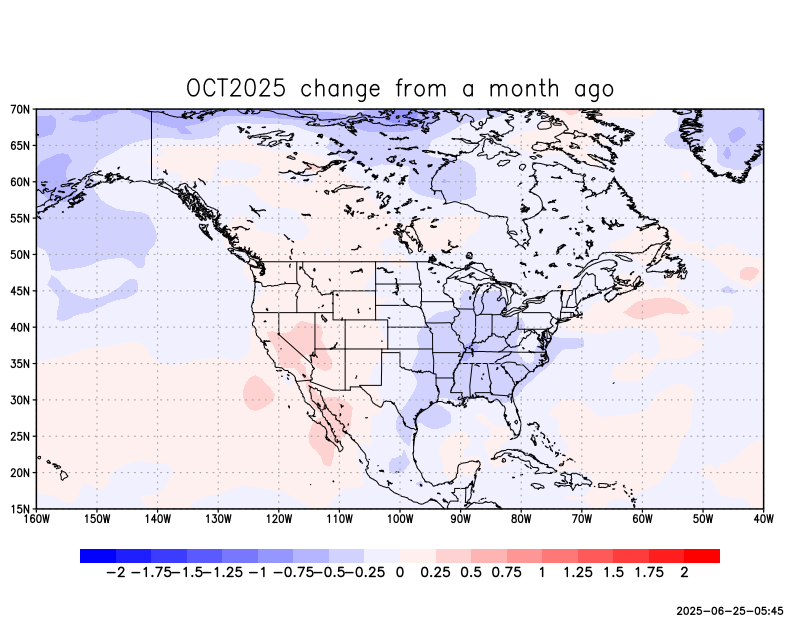 OCT2025 change from a month ago
70N
65N
60N
55N
50N
45N
40N
35N
30N
25N
20N
15N
160W 150W 140W 130W 120W 110W 100W 90W 80W 70W 60W 50W 40W
-2 -1.75-1.5-1.25 -1 -0.75-0.5-0.25 0 0.25 0.5 0.75 1 1.25 1.5 1.75 2
2025-06-25-05:45